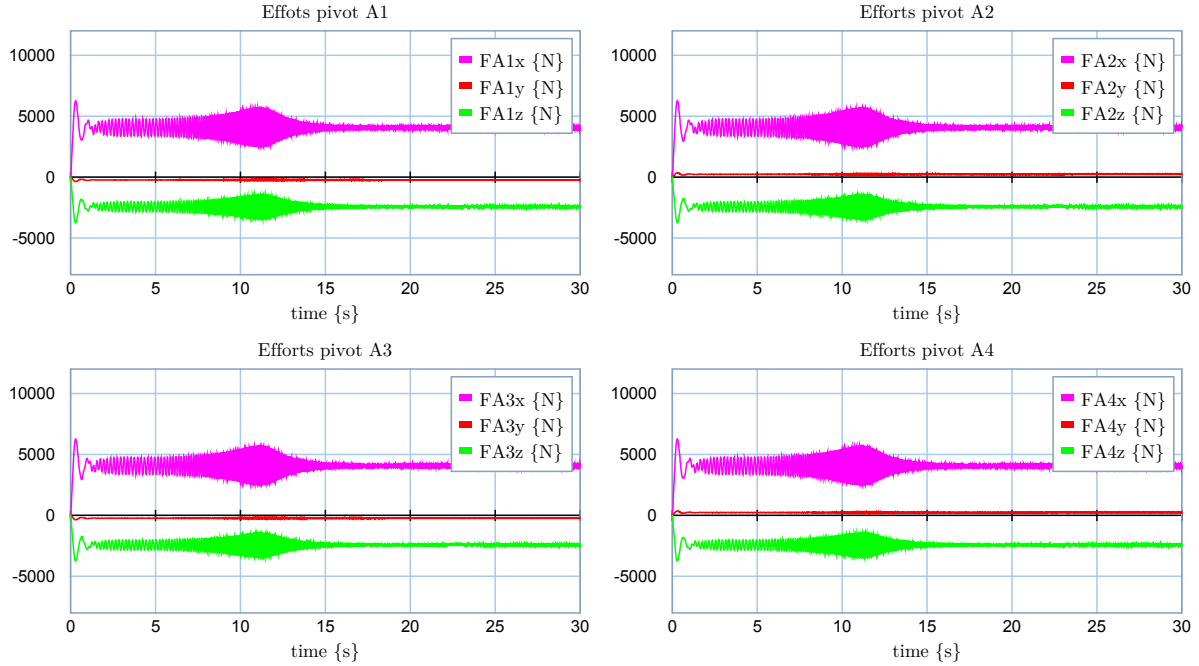 Effots pivot A1
10000
5000
0
-5000
FA1x {N}
FA1y {N}
FA1z {N}
0 5 10 15 20 25 30
time {s}
Efforts pivot A2
10000
5000
0
-5000
FA2x {N}
FA2y {N}
FA2z {N}
0 5 10 15 20 25 30
time {s}
Efforts pivot A3
10000
5000
0
-5000
FA3x {N}
FA3y {N}
FA3z {N}
0 5 10 15 20 25 30
time {s}
Efforts pivot A4
10000
5000
0
-5000
FA4x {N}
FA4y {N}
FA4z {N}
0 5 10 15 20 25 30
time {s}